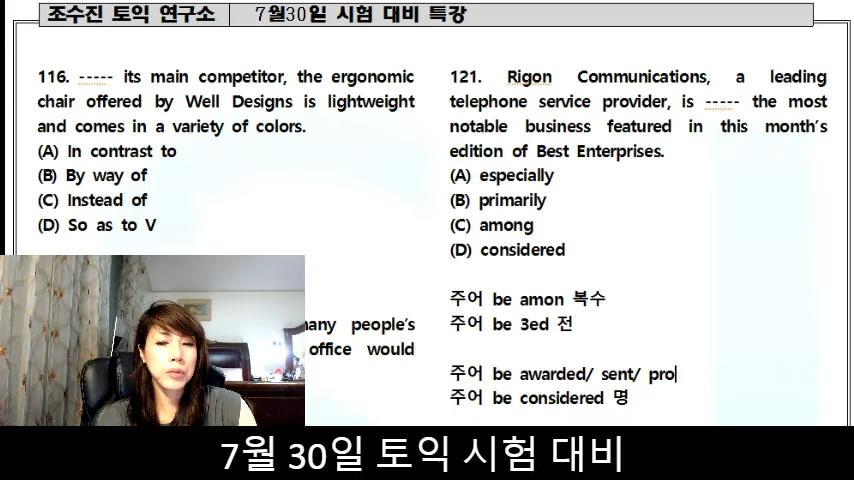 조수진 토익 연구소 7월30일 시험 대비 특강
116. ----- its main competitor, the ergonomic
chair offered by Well Designs is lightweight
and comes in a variety of colors.
(A) In contrast to
(B) By way of
(C) Instead of
(D) So as to V
any people's
office would
121. Rigon Communications, a leading
telephone service provider, is ----- the most
notable business featured in this month's
edition of Best Enterprises.
(A) especially
(B) primarily
(C) among
(D) considered
주어 be amon 복수
주어 be 3ed 전
주어 be awarded/ sent/ pro
주어 be considered 명
7월 30일 토익 시험 대비